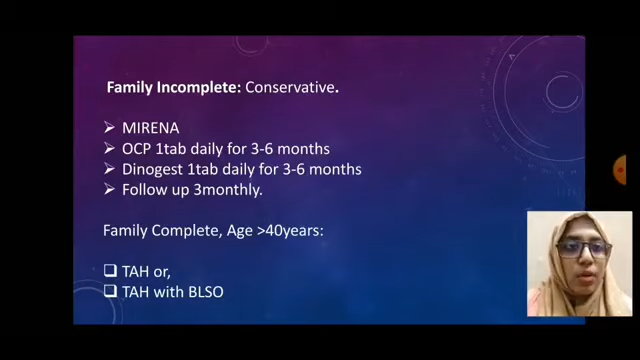 Family Incomplete: Conservative.
MIRENA
OCP 1tab daily for 3-6 months
Dinogest 1tab daily for 3-6 months
Follow up 3monthly.
Family Complete, Age >40years:
TAH or,
TAH with BLSO